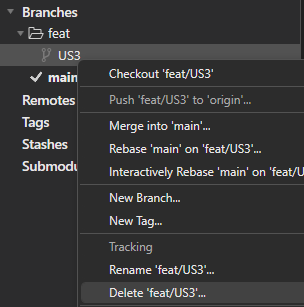 Branches
feat
US3
main
Remotes
Tags
Stashes
Submodu
Checkout 'feat/US3'
Push 'feat/US3' to 'origin'...
Merge into 'main'...
Rebase 'main' on 'feat/US3'...
Interactively Rebase 'main' on 'feat/U
New Branch...
New Tag...
Tracking
Rename 'feat/US3'...
Delete 'feat/US3'...